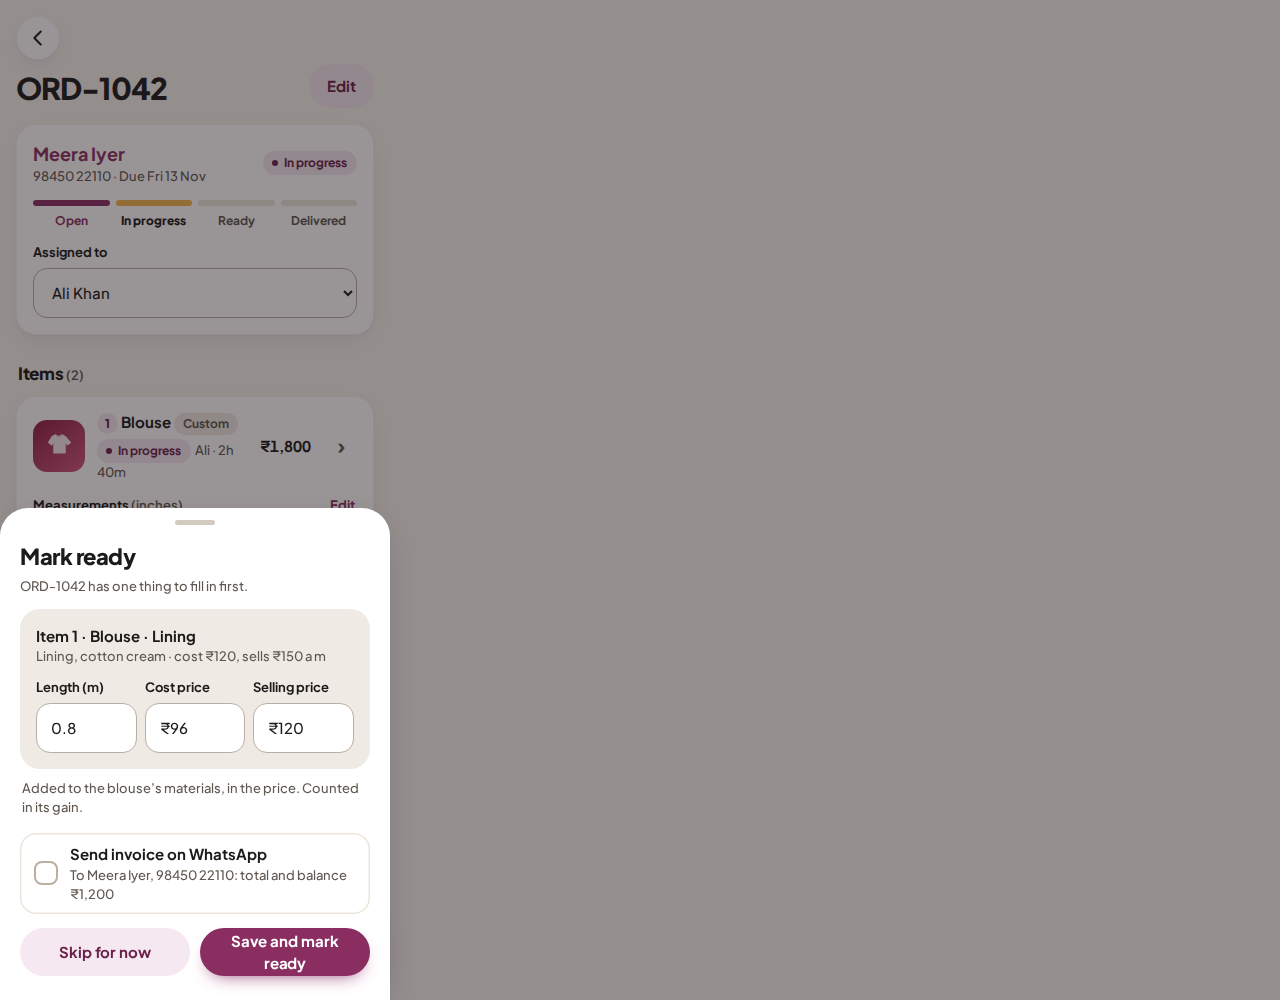 ORD-1042
Edit
Meera Iyer
In progress
98450 22110 · Due Fri 13 Nov
Open
In progress
Ready
Delivered
Assigned to
Ali Khan
Items (2)
1 Blouse Custom
In progress Ali · 2h
40m
₹1,800
Measurements (inches)
Edit
Mark ready
ORD-1042 has one thing to fill in first.
Item 1 · Blouse · Lining
Lining, cotton cream · cost ₹120, sells ₹150 a m
Length (m)
Cost price
Selling price
0.8
₹96
₹120
Added to the blouse's materials, in the price. Counted
in its gain.
Send invoice on WhatsApp
To Meera Iyer, 98450 22110: total and balance
₹1,200
Skip for now
Save and mark
ready